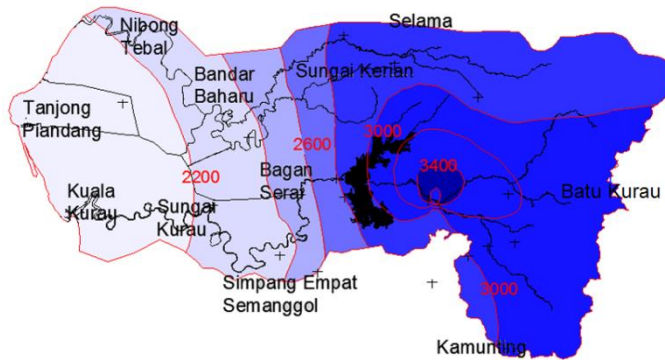 Selama
Nibong
Tebal
Bandar
Baharu
Sungai Kerian
Tanjong
Piandang
2600
3000
3400
2200
Bagan
Serai
Kuala
Kurau
Sungai
Kurau
Batu Kurau
Simpang Empat
Semanggol
3000
Kamunting